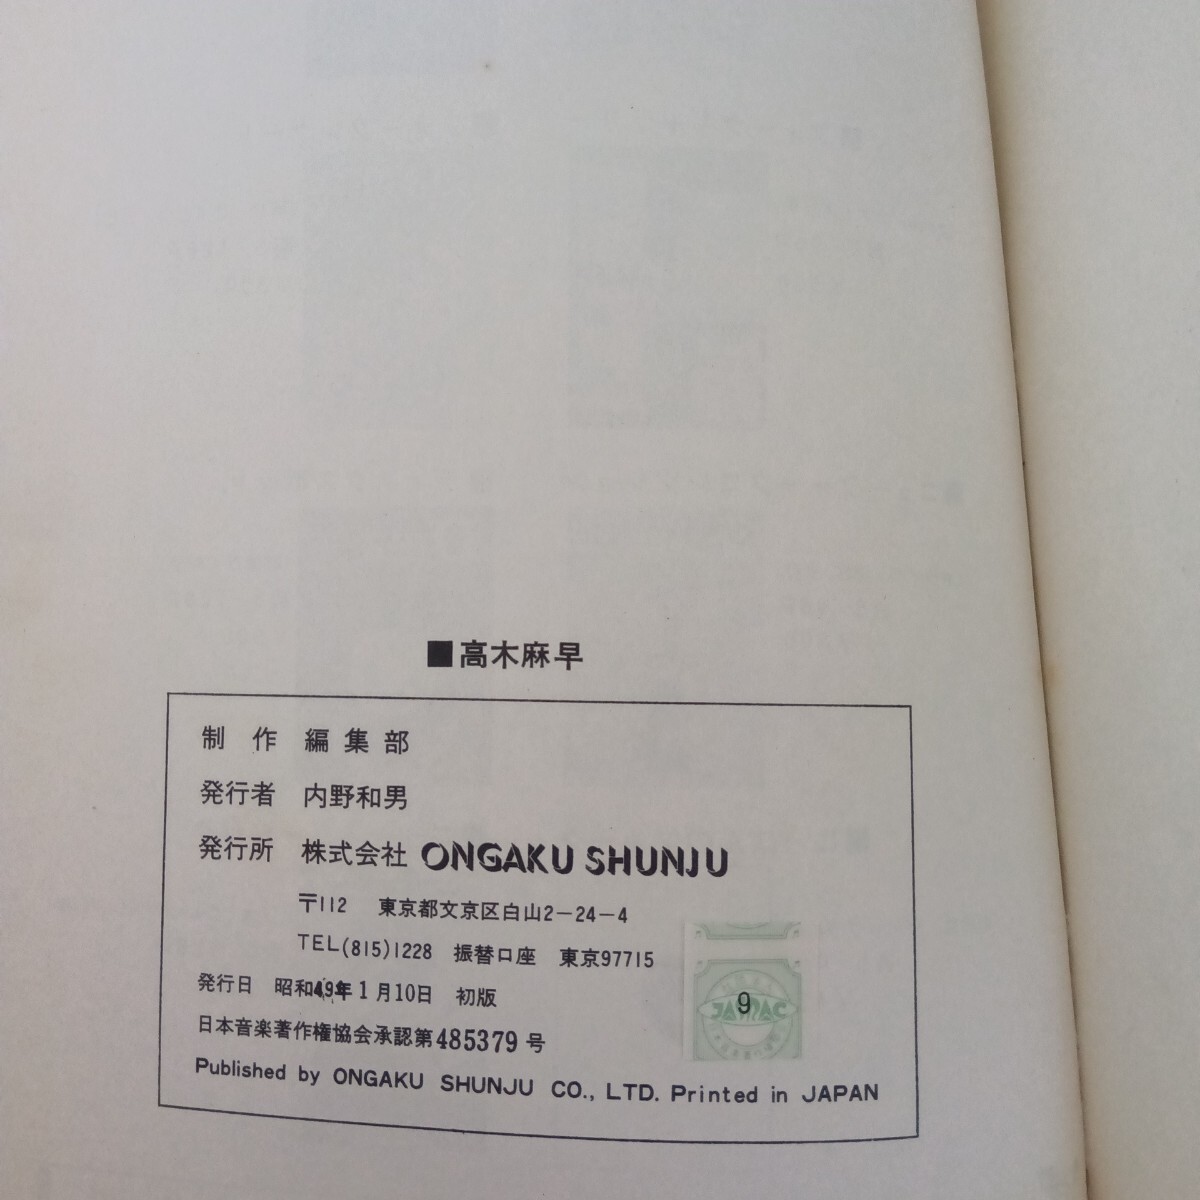 ■高木麻早
制作 編集部
発行者 内野和男
発行所 株式会社 ONGAKU SHUNJU
〒112 東京都文京区白山2-24-4
TEL(815)1228 振替口座 東京97715
発行日 昭和49年1月10日 初版
日本音楽著作権協会承認第485379号
Published by ONGAKU SHUNJU CO., LTD. Printed in JAPAN
JASRAC
9